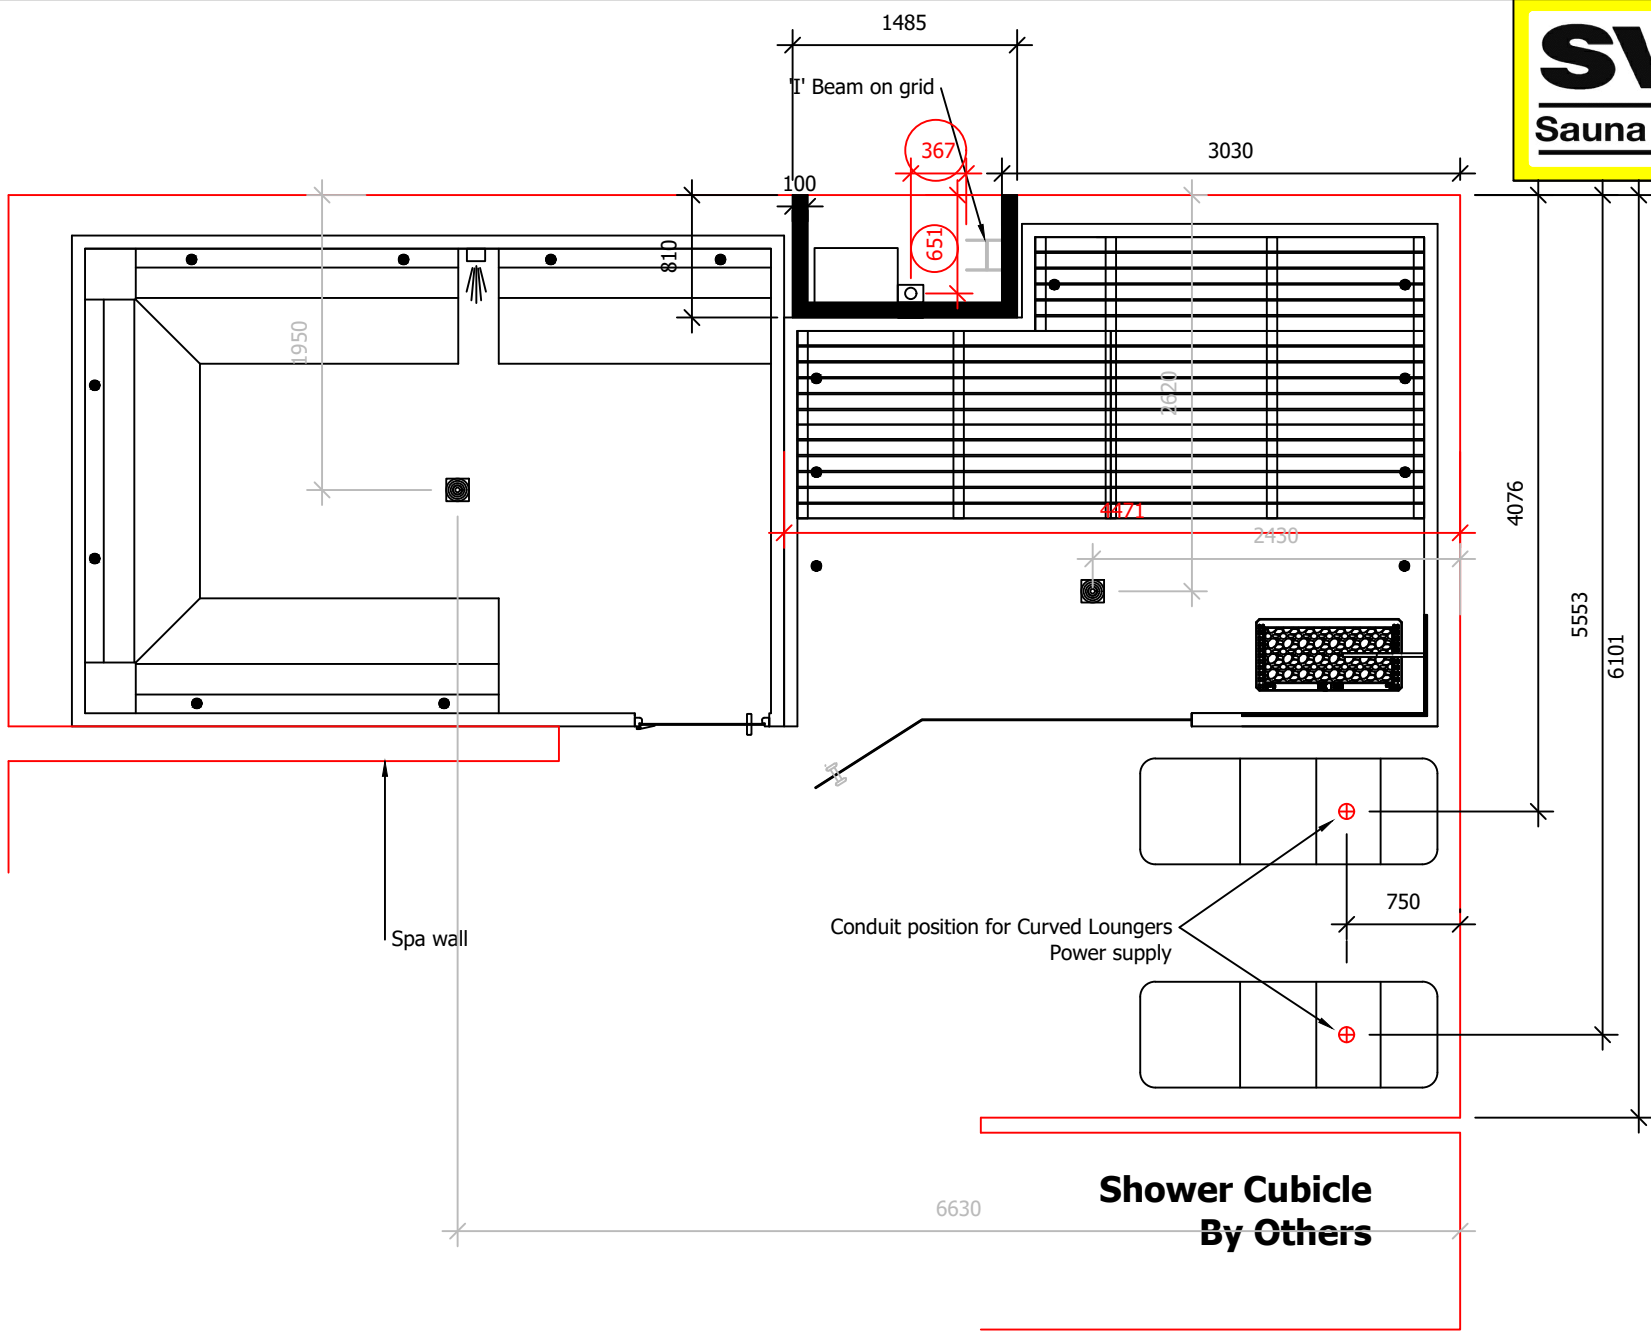 1485
'I' Beam on grid
Sauna
367
3030
100
651
810
1950
2620
4471
2430
4076
5553
6101
750
Spa wall
Conduit position for Curved Loungers
Power supply
Shower Cubicle
By Others
6630